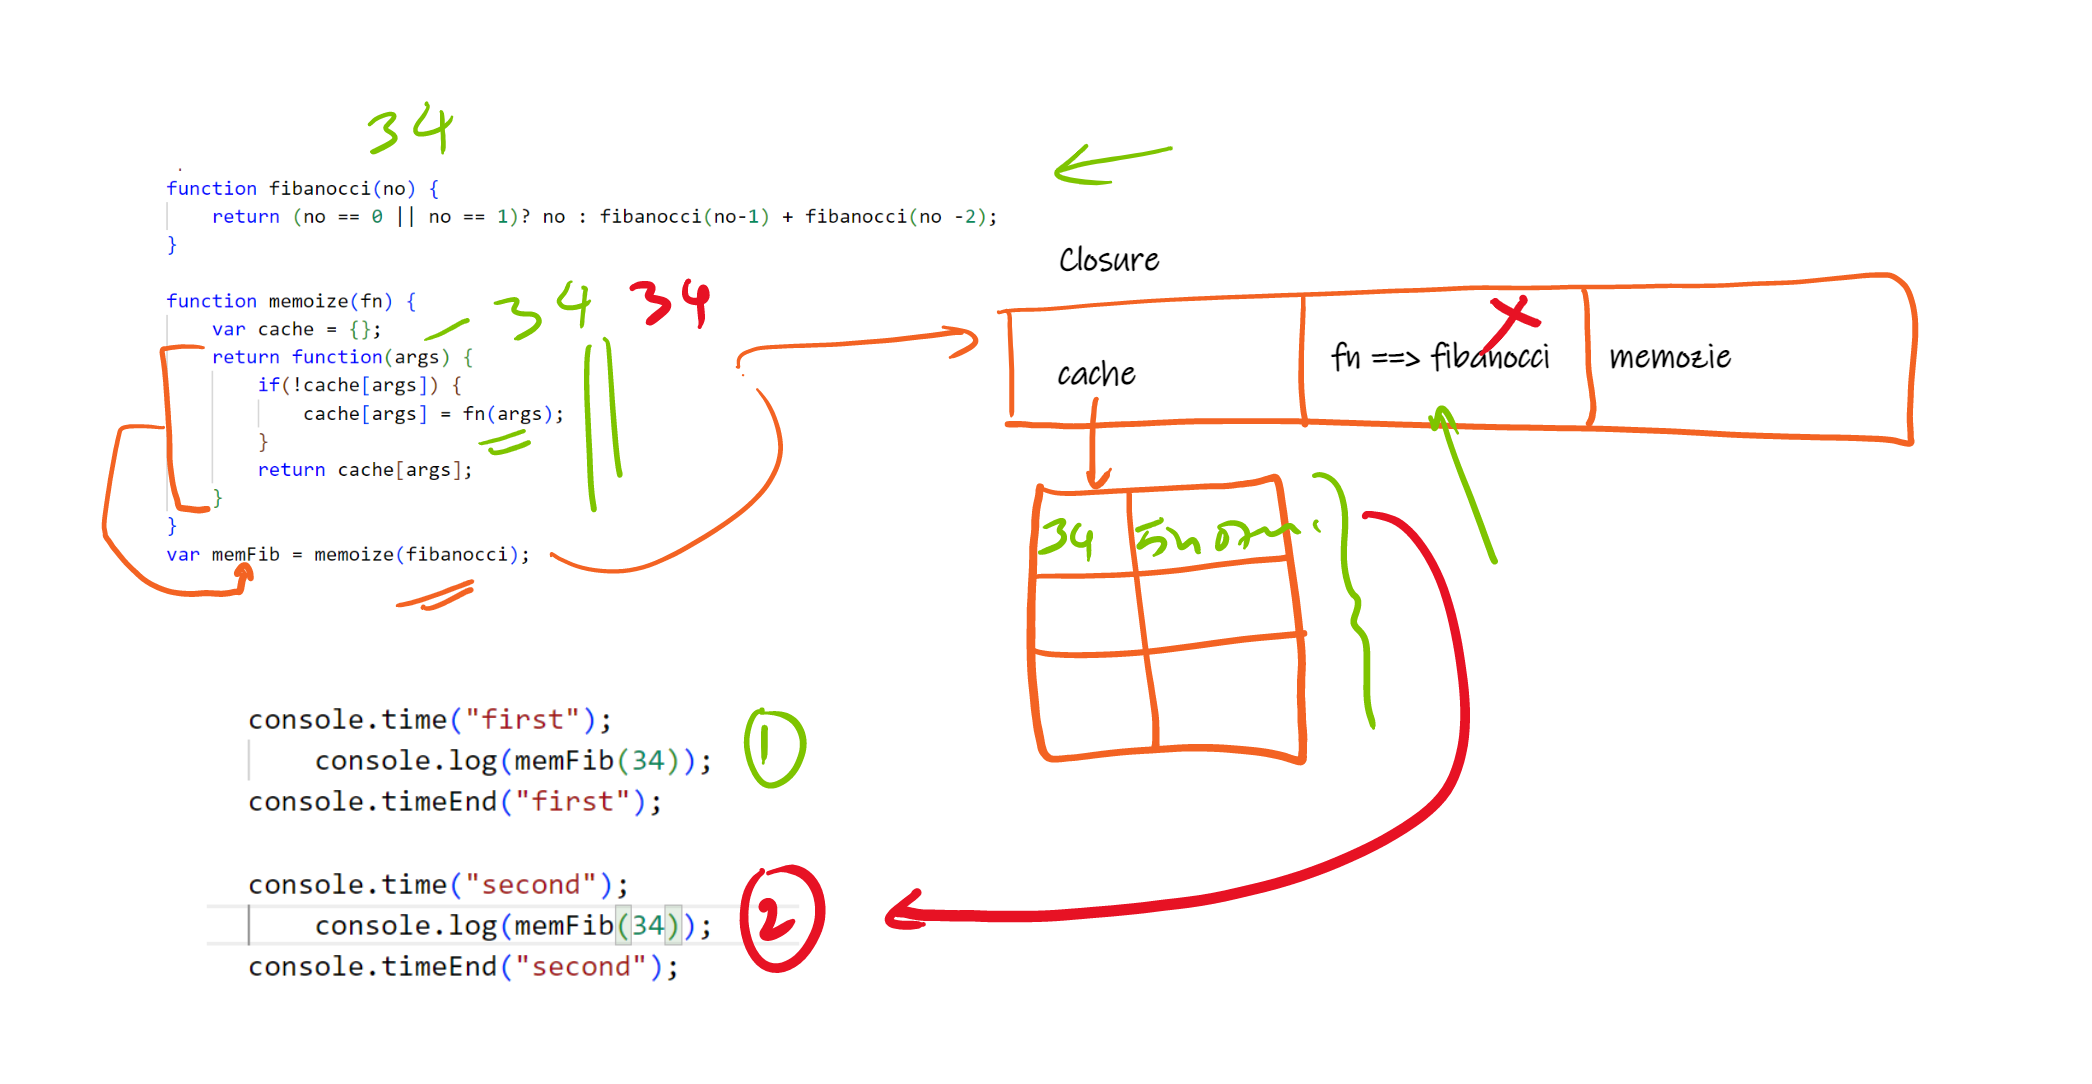 34
function fibanocci(no) {
return (no == 0 || no == 1)? no : fibanocci(no-1) + fibanocci(no -2);
}
function memoize(fn) {
var cache = {};
return function(args) {
if(!cache[args]) {
cache[args] = fn(args);
}
return cache[args];
}
}
var memFib = memoize(fibanocci);
34 34
Closure
cache
fn ==> fibanocci
memozie
34
console.time("first");
console.log(memFib(34));
console.timeEnd("first");
1
console.time("second");
console.log(memFib(34));
console.timeEnd("second");
2